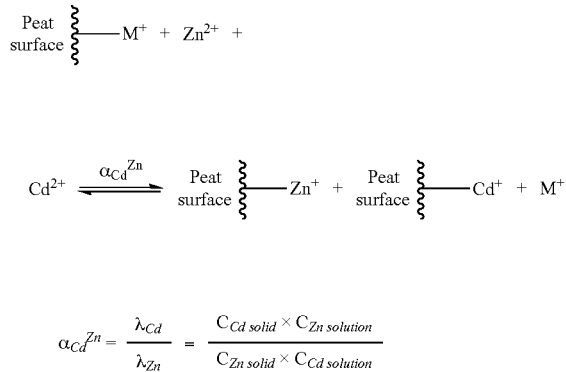 Peat surface M⁺ + Zn²⁺ +
Cd²⁺ α_Cd^Zn Peat surface Zn⁺ + Peat surface Cd⁺ + M⁺
α_Cd^Zn = λ_Cd / λ_Zn = C_Cd solid × C_Zn solution / C_Zn solid × C_Cd solution